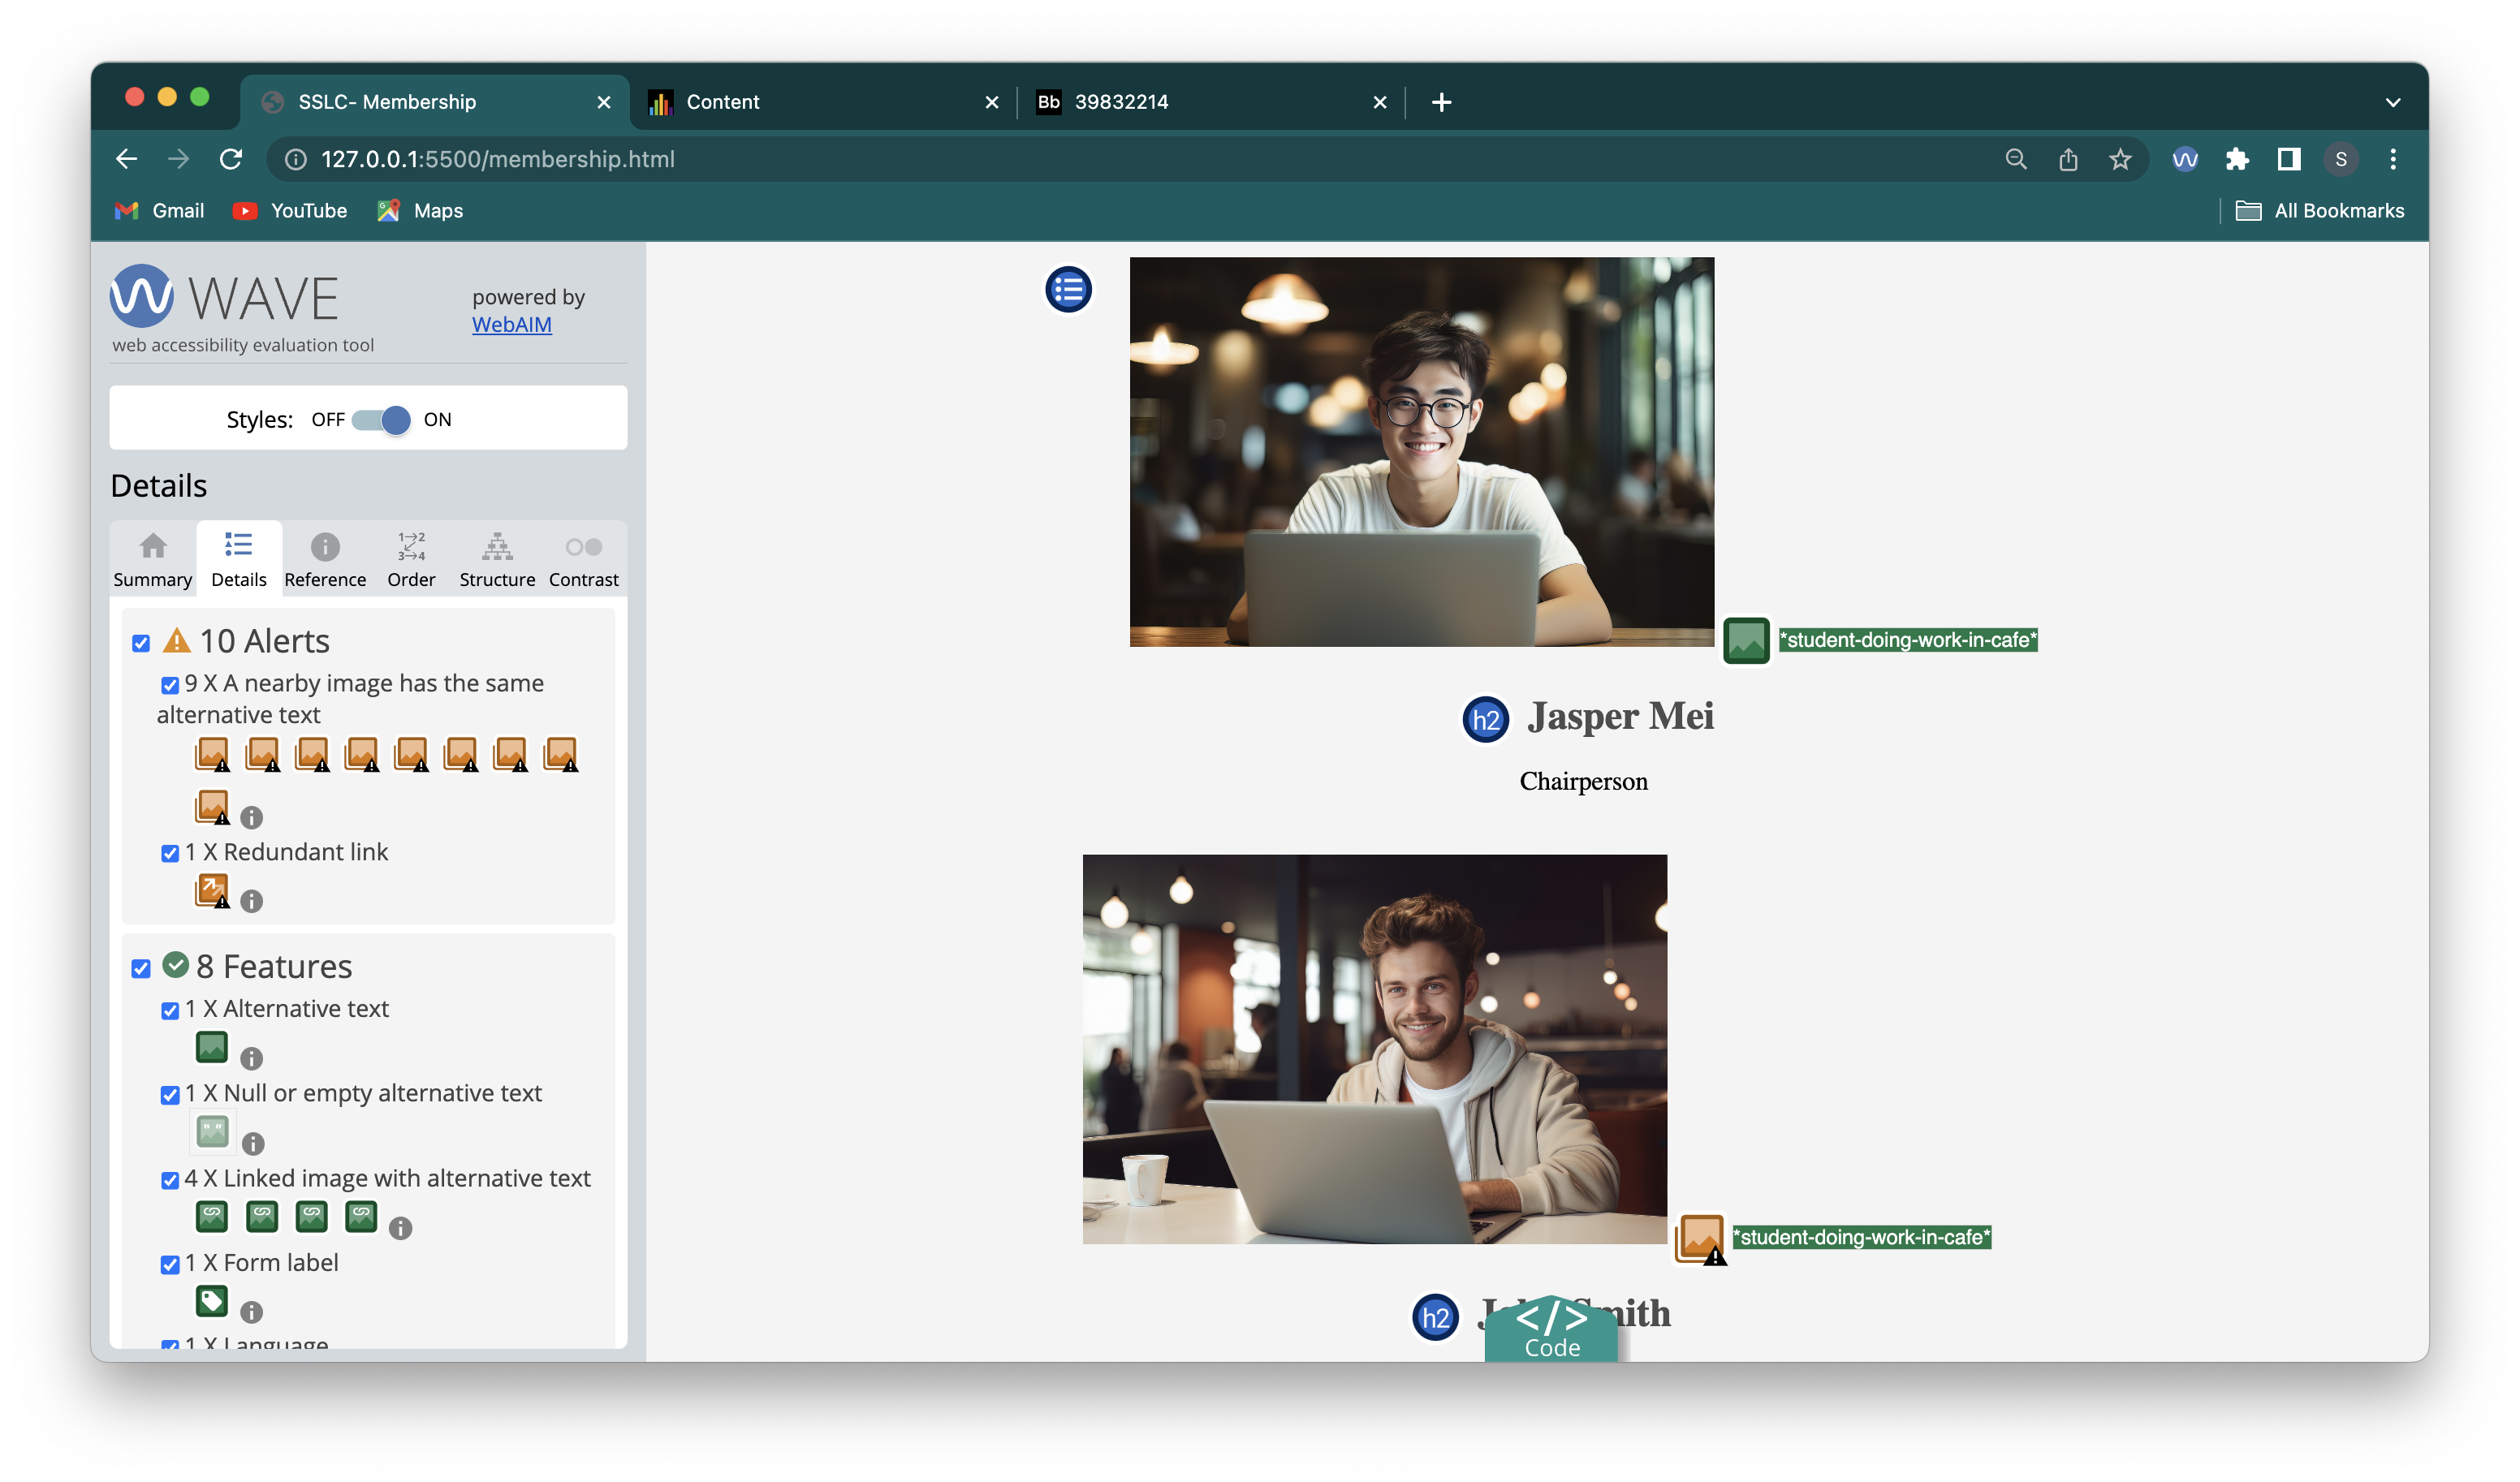 SSLC- Membership
Content
Bb 39832214
127.0.0.1:5500/membership.html
S
Gmail
YouTube
Maps
All Bookmarks
WAVE
web accessibility evaluation tool
powered by
WebAIM
Styles: OFF ON
Details
Summary
Details
Reference
1→2
3→4
Order
Structure
Contrast
10 Alerts
9 X A nearby image has the same
alternative text
1 X Redundant link
8 Features
1 X Alternative text
1 X Null or empty alternative text
4 X Linked image with alternative text
1 X Form label
1 X Language
*student-doing-work-in-cafe*
h2 Jasper Mei
Chairperson
*student-doing-work-in-cafe*
h2
</> Code